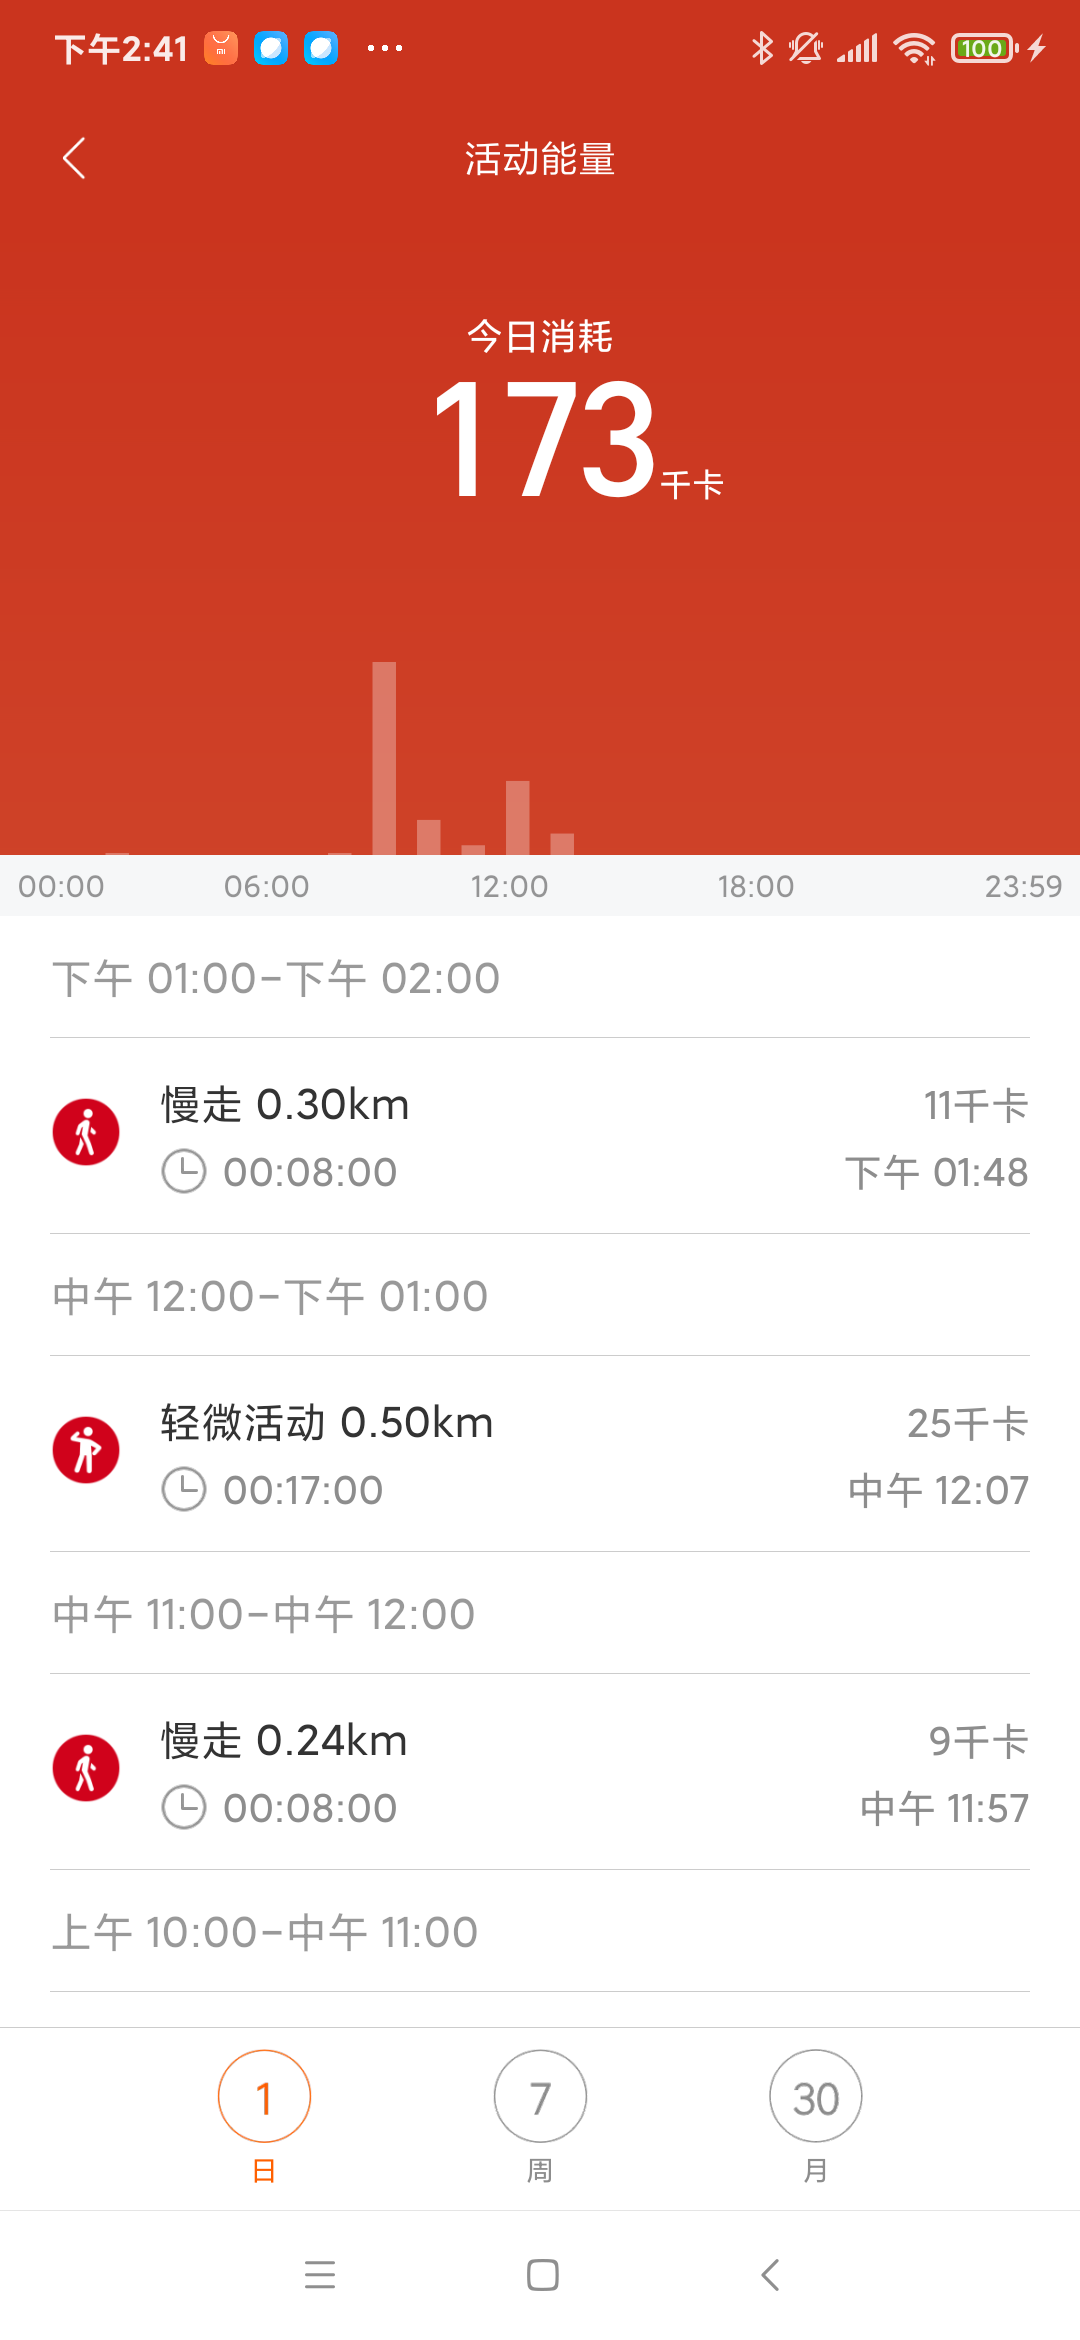 下午2:41 mi ··· 100
活动能量
今日消耗
173千卡
00:00 06:00 12:00 18:00 23:59
下午 01:00-下午 02:00
慢走 0.30km 11千卡
00:08:00 下午 01:48
中午 12:00-下午 01:00
轻微活动 0.50km 25千卡
00:17:00 中午 12:07
中午 11:00-中午 12:00
慢走 0.24km 9千卡
00:08:00 中午 11:57
上午 10:00-中午 11:00
1 7 30
日 周 月